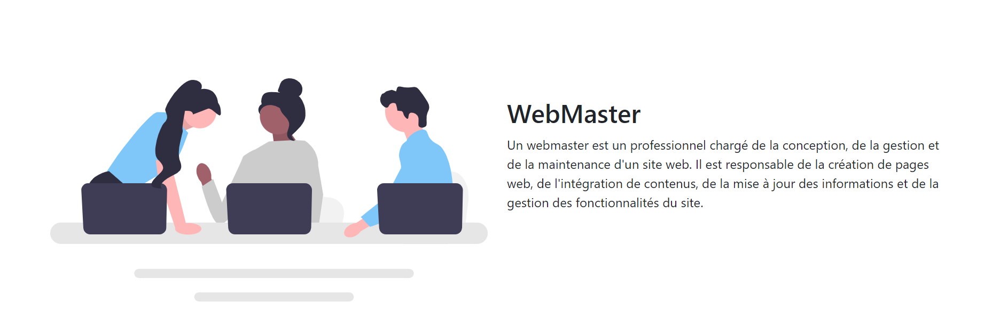 WebMaster
Un webmaster est un professionnel chargé de la conception, de la gestion et
de la maintenance d'un site web. Il est responsable de la création de pages
web, de l'intégration de contenus, de la mise à jour des informations et de la
gestion des fonctionnalités du site.